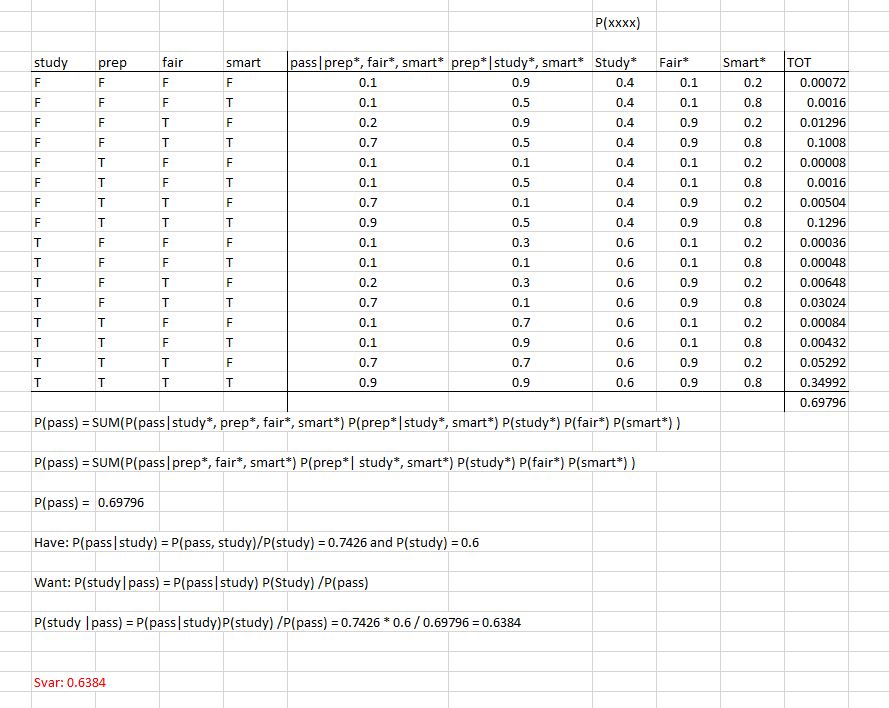 P(xxxx)
study prep fair smart pass|prep*, fair*, smart* prep*|study*, smart* Study* Fair* Smart* TOT
F F F F 0.1 0.9 0.4 0.1 0.2 0.00072
F F F T 0.1 0.5 0.4 0.1 0.8 0.0016
F F T F 0.2 0.9 0.4 0.9 0.2 0.01296
F F T T 0.7 0.5 0.4 0.9 0.8 0.1008
F T F F 0.1 0.1 0.4 0.1 0.2 0.00008
F T F T 0.1 0.5 0.4 0.1 0.8 0.0016
F T T F 0.7 0.1 0.4 0.9 0.2 0.00504
F T T T 0.9 0.5 0.4 0.9 0.8 0.1296
T F F F 0.1 0.3 0.6 0.1 0.2 0.00036
T F F T 0.1 0.1 0.6 0.1 0.8 0.00048
T F T F 0.2 0.3 0.6 0.9 0.2 0.00648
T F T T 0.7 0.1 0.6 0.9 0.8 0.03024
T T F F 0.1 0.7 0.6 0.1 0.2 0.00084
T T F T 0.1 0.9 0.6 0.1 0.8 0.00432
T T T F 0.7 0.7 0.6 0.9 0.2 0.05292
T T T T 0.9 0.9 0.6 0.9 0.8 0.34992
0.69796
P(pass) = SUM(P(pass|study*, prep*, fair*, smart*) P(prep*|study*, smart*) P(study*) P(fair*) P(smart*) )
P(pass) = SUM(P(pass|prep*, fair*, smart*) P(prep*| study*, smart*) P(study*) P(fair*) P(smart*) )
P(pass) = 0.69796
Have: P(pass|study) = P(pass, study)/P(study) = 0.7426 and P(study) = 0.6
Want: P(study|pass) = P(pass|study) P(Study) /P(pass)
P(study |pass) = P(pass|study)P(study) /P(pass) = 0.7426 * 0.6 / 0.69796 = 0.6384
Svar: 0.6384